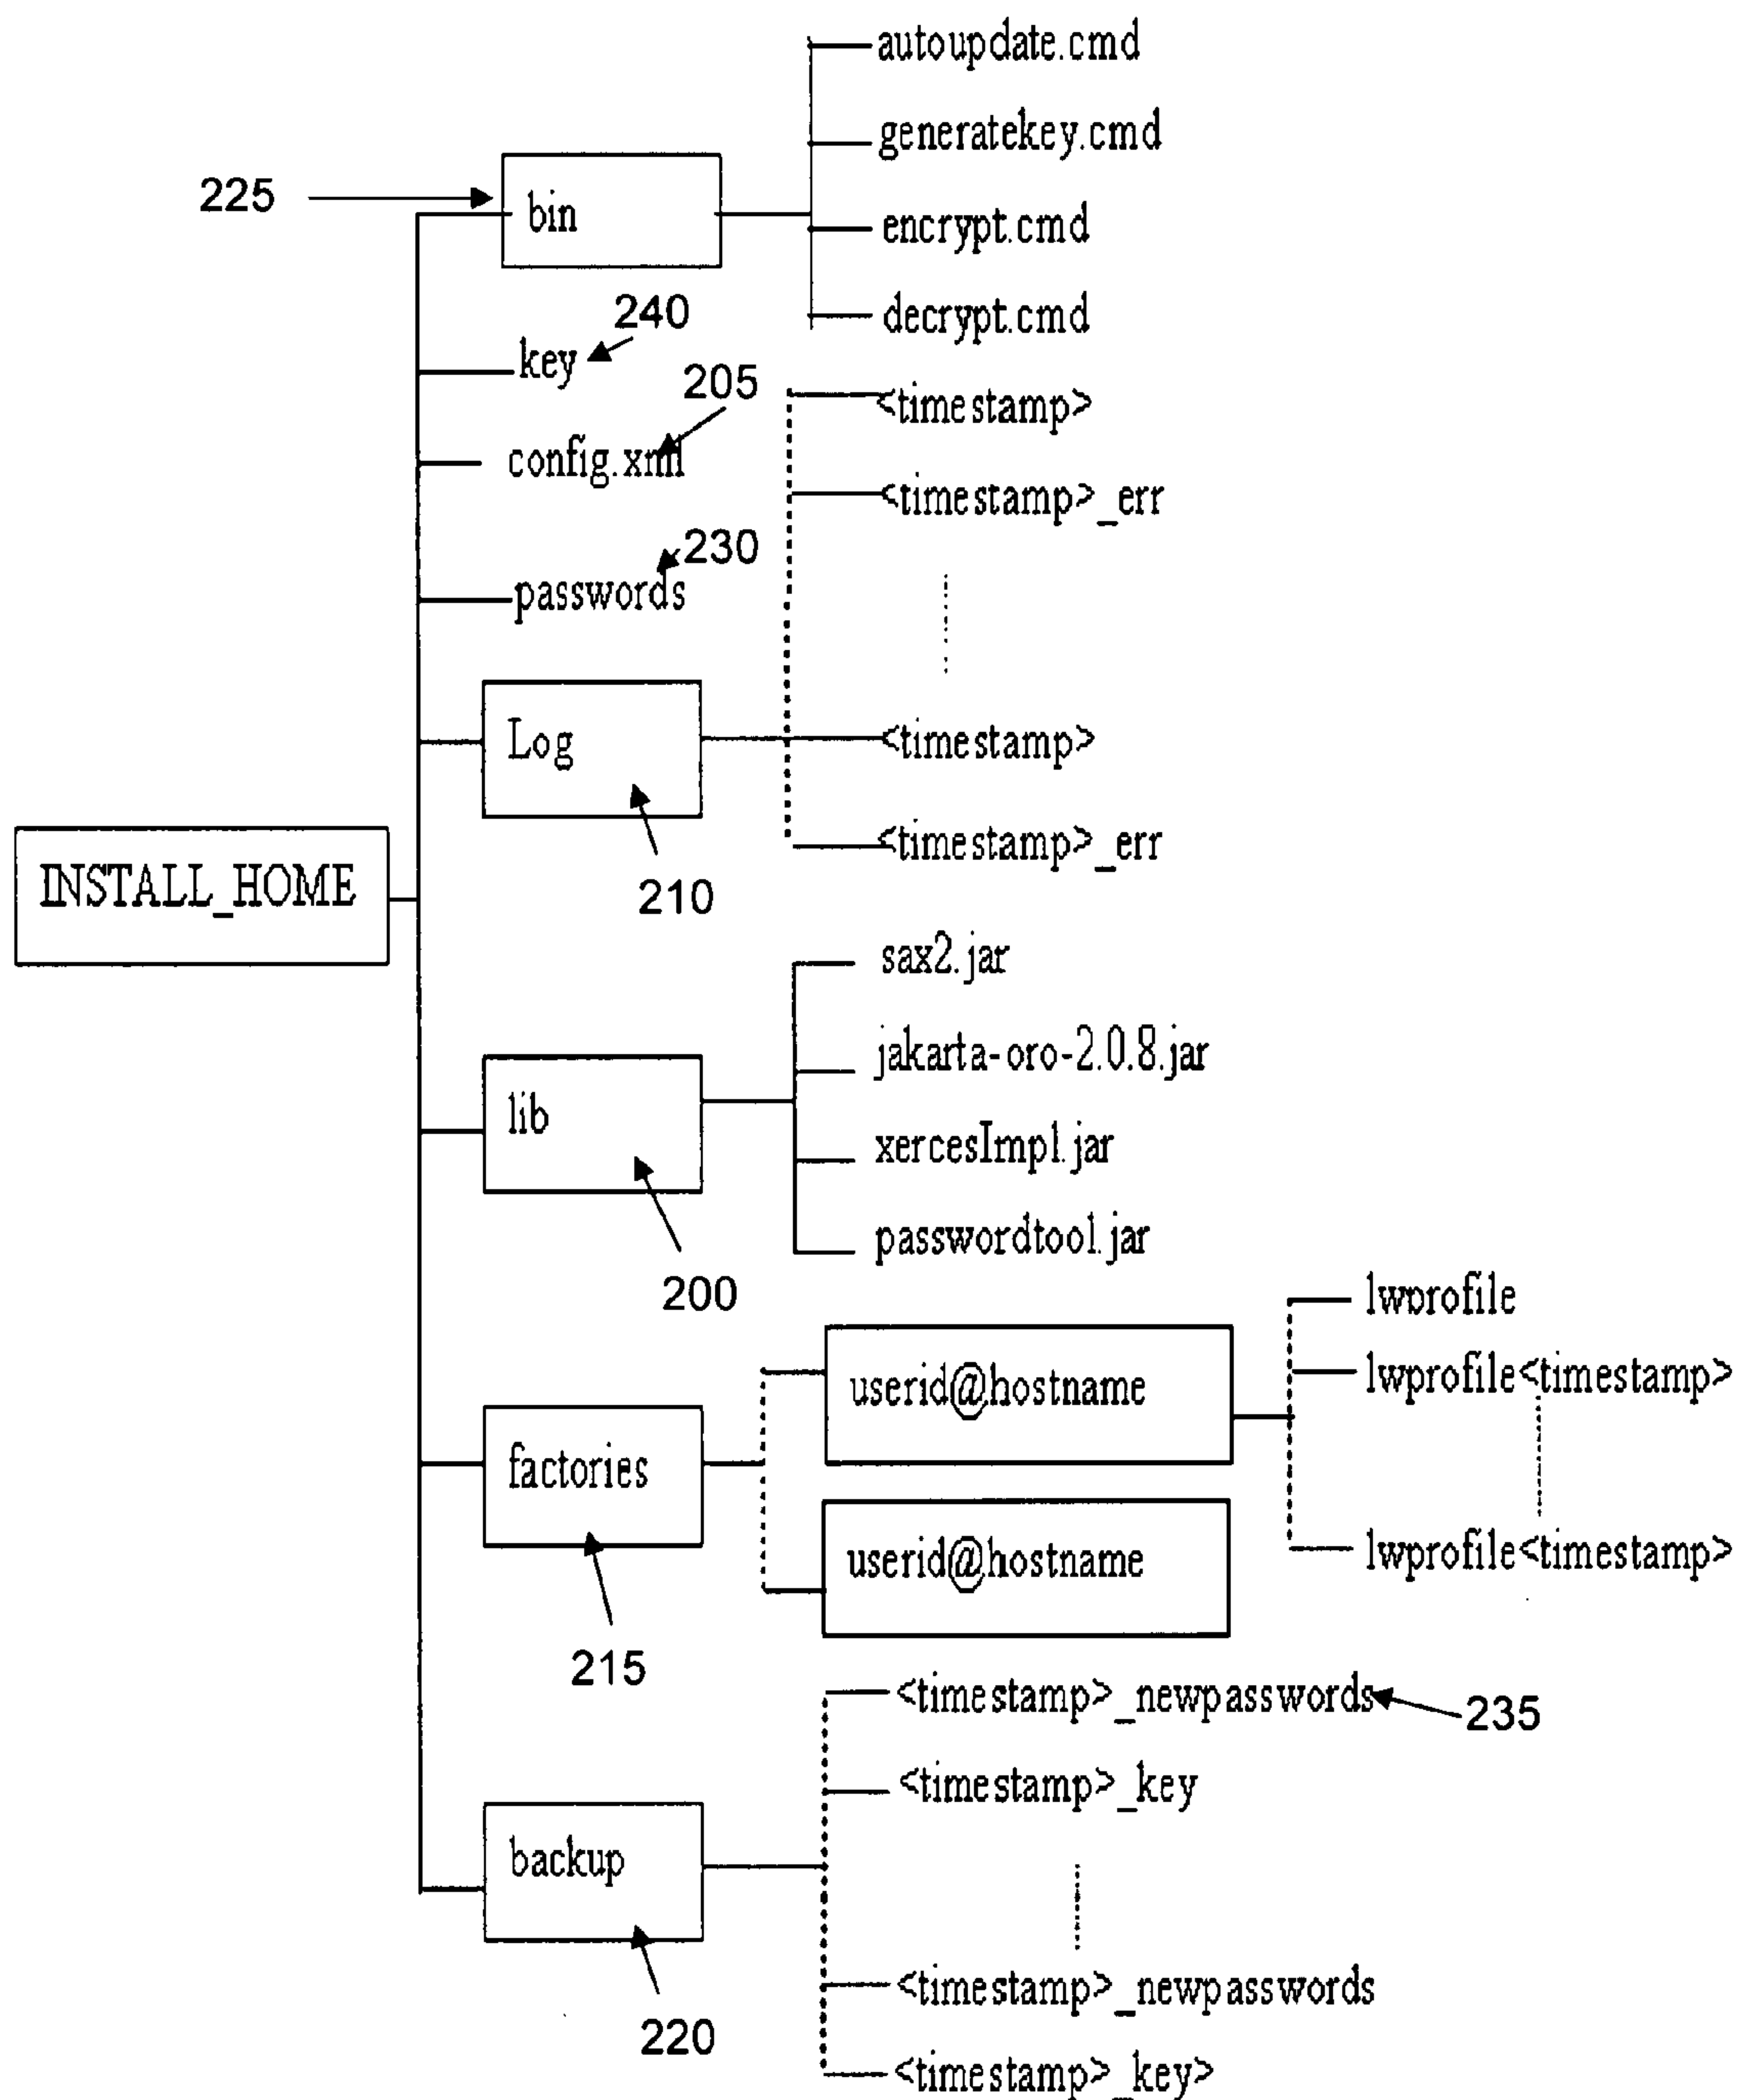 autoupdate.cmd
generatekey.cmd
225
bin
encrypt.cmd
decrypt.cmd
240
key
205
<timestamp>
config.xml
<timestamp>_err
230
passwords
Log
<timestamp>
<timestamp>_err
210
INSTALL_HOME
sax2.jar
jakarta-oro-2.0.8.jar
lib
xercesImpl.jar
passwordtool.jar
200
lwprofile
userid@hostname
lwprofile<timestamp>
factories
userid@hostname
lwprofile<timestamp>
215
<timestamp>_newpasswords
235
<timestamp>_key
backup
<timestamp>_newpasswords
220
<timestamp>_key>